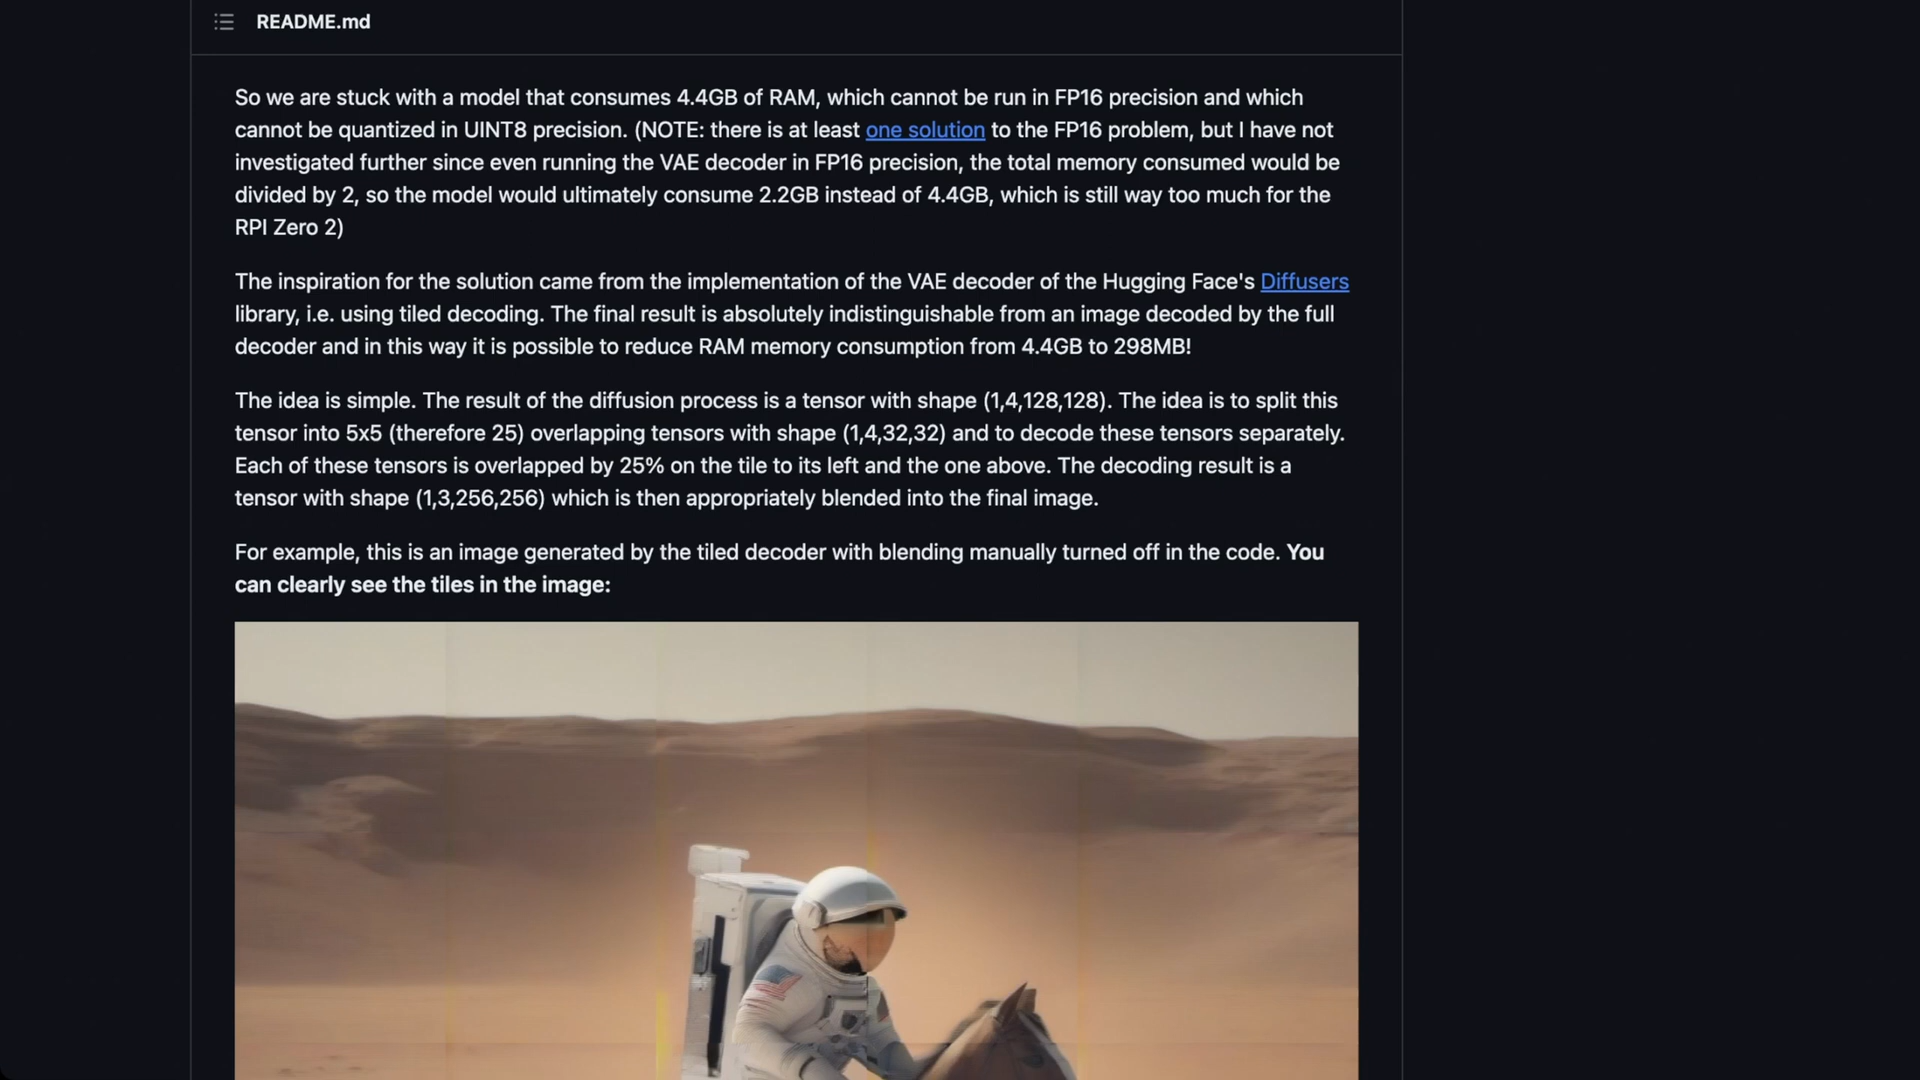 README.md
So we are stuck with a model that consumes 4.4GB of RAM, which cannot be run in FP16 precision and which
cannot be quantized in UINT8 precision. (NOTE: there is at least one solution to the FP16 problem, but I have not
investigated further since even running the VAE decoder in FP16 precision, the total memory consumed would be
divided by 2, so the model would ultimately consume 2.2GB instead of 4.4GB, which is still way too much for the
RPI Zero 2)
The inspiration for the solution came from the implementation of the VAE decoder of the Hugging Face's Diffusers
library, i.e. using tiled decoding. The final result is absolutely indistinguishable from an image decoded by the full
decoder and in this way it is possible to reduce RAM memory consumption from 4.4GB to 298MB!
The idea is simple. The result of the diffusion process is a tensor with shape (1,4,128,128). The idea is to split this
tensor into 5x5 (therefore 25) overlapping tensors with shape (1,4,32,32) and to decode these tensors separately.
Each of these tensors is overlapped by 25% on the tile to its left and the one above. The decoding result is a
tensor with shape (1,3,256,256) which is then appropriately blended into the final image.
For example, this is an image generated by the tiled decoder with blending manually turned off in the code. You
can clearly see the tiles in the image: